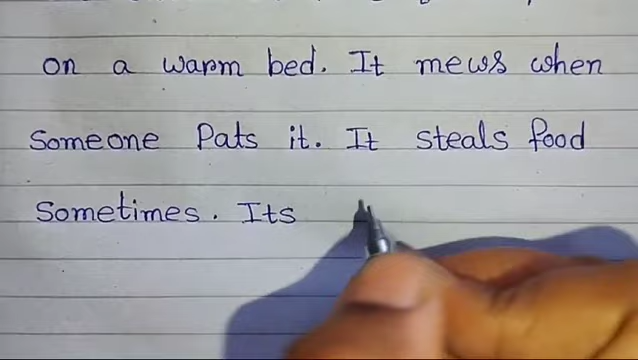 on a warm bed. It mews when
Someone Pats it. It steals food
Sometimes. Its